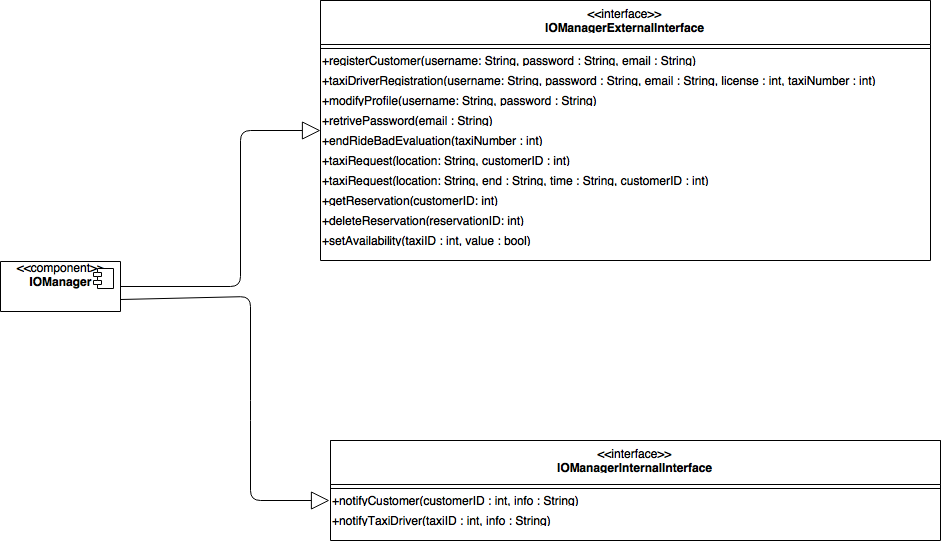 <<interface>>
IOManagerExternalInterface
+registerCustomer(username: String, password : String, email : String)
+taxiDriverRegistration(username: String, password : String, email : String, license : int, taxiNumber : int)
+modifyProfile(username: String, password : String)
+retrivePassword(email : String)
+endRideBadEvaluation(taxiNumber : int)
+taxiRequest(location: String, customerID : int)
+taxiRequest(location: String, end : String, time : String, customerID : int)
+getReservation(customerID: int)
+deleteReservation(reservationID: int)
+setAvailability(taxiID : int, value : bool)
<<component>>
IOManager
<<interface>>
IOManagerInternalInterface
+notifyCustomer(customerID : int, info : String)
+notifyTaxiDriver(taxiID : int, info : String)